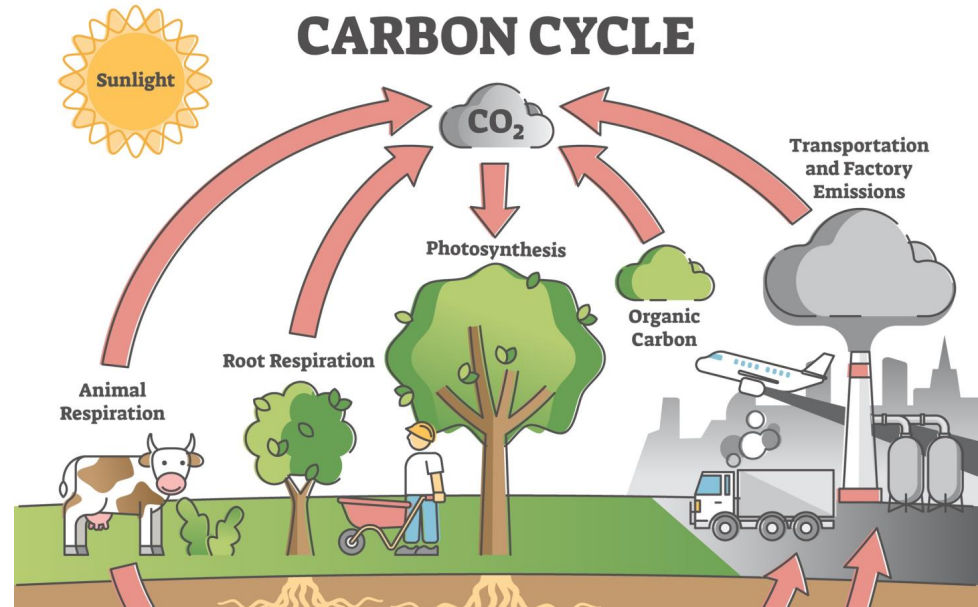 CARBON CYCLE
Sunlight
CO₂
Transportation
and Factory
Emissions
Photosynthesis
Organic
Carbon
Root Respiration
Animal
Respiration